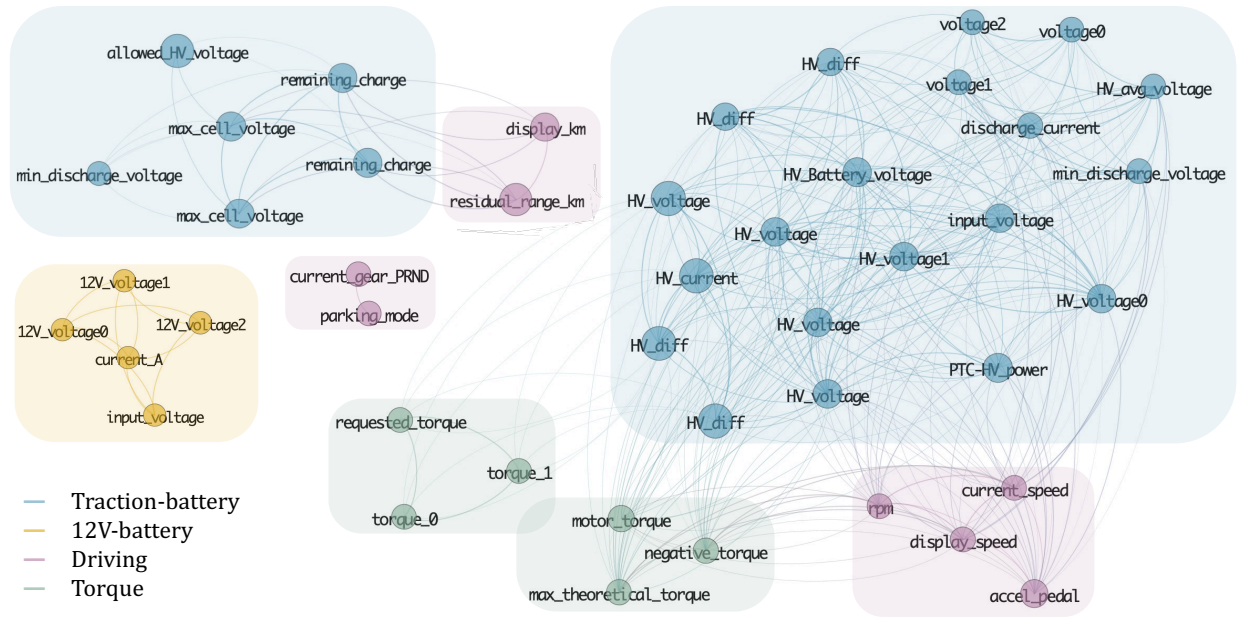 allowed_HV_voltage
remaining_charge
max_cell_voltage
remaining_charge
min_discharge_voltage
max_cell_voltage
display_km
residual_range_km
voltage2
voltage0
HV_diff
voltage1
HV_avg_voltage
HV_diff
discharge_current
HV_Battery_voltage
min_discharge_voltage
HV_voltage
input_voltage
HV_voltage
HV_voltage1
HV_current
HV_voltage0
HV_voltage
HV_diff
PTC-HV_power
HV_voltage
HV_diff
12V_voltage1
12V_voltage0
12V_voltage2
current_A
input_voltage
current_gear_PRND
parking_mode
requested_torque
torque_1
torque_0
motor_torque
negative_torque
max_theoretical_torque
current_speed
rpm
display_speed
accel_pedal
Traction-battery
12V-battery
Driving
Torque